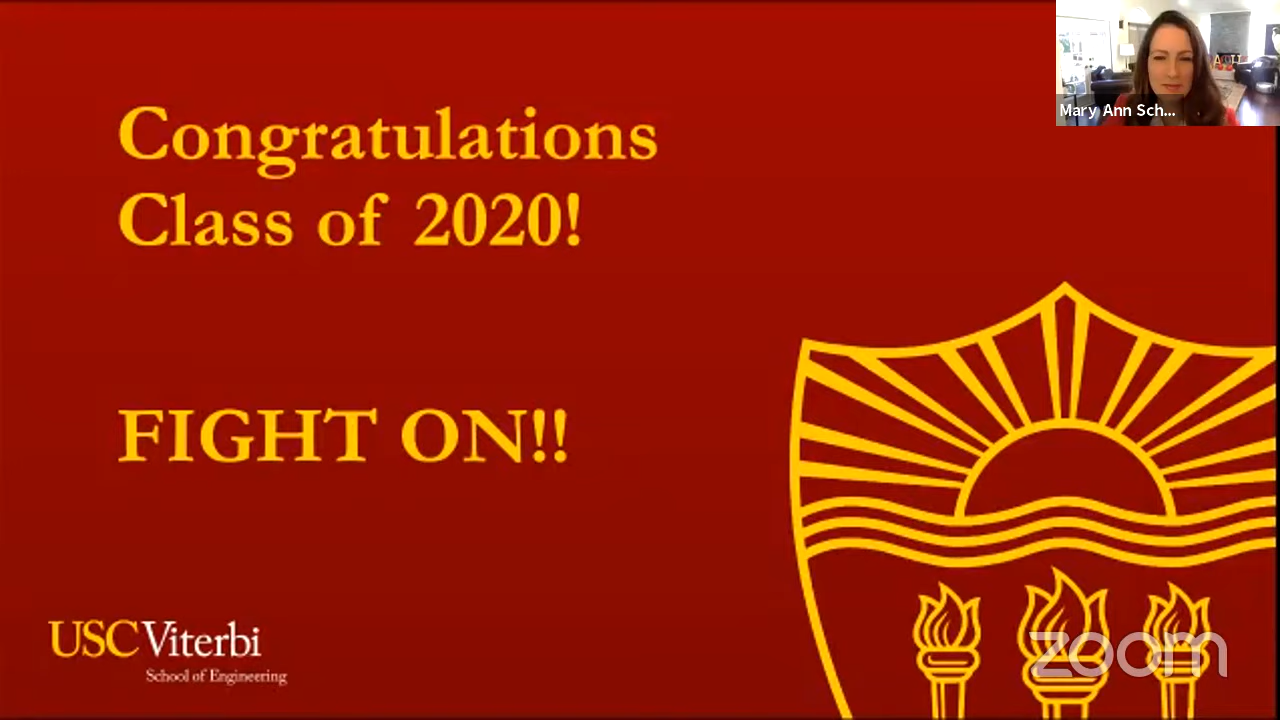 Congratulations
Class of 2020!
FIGHT ON!!
USC Viterbi
School of Engineering
Mary Ann Sch...
zoom